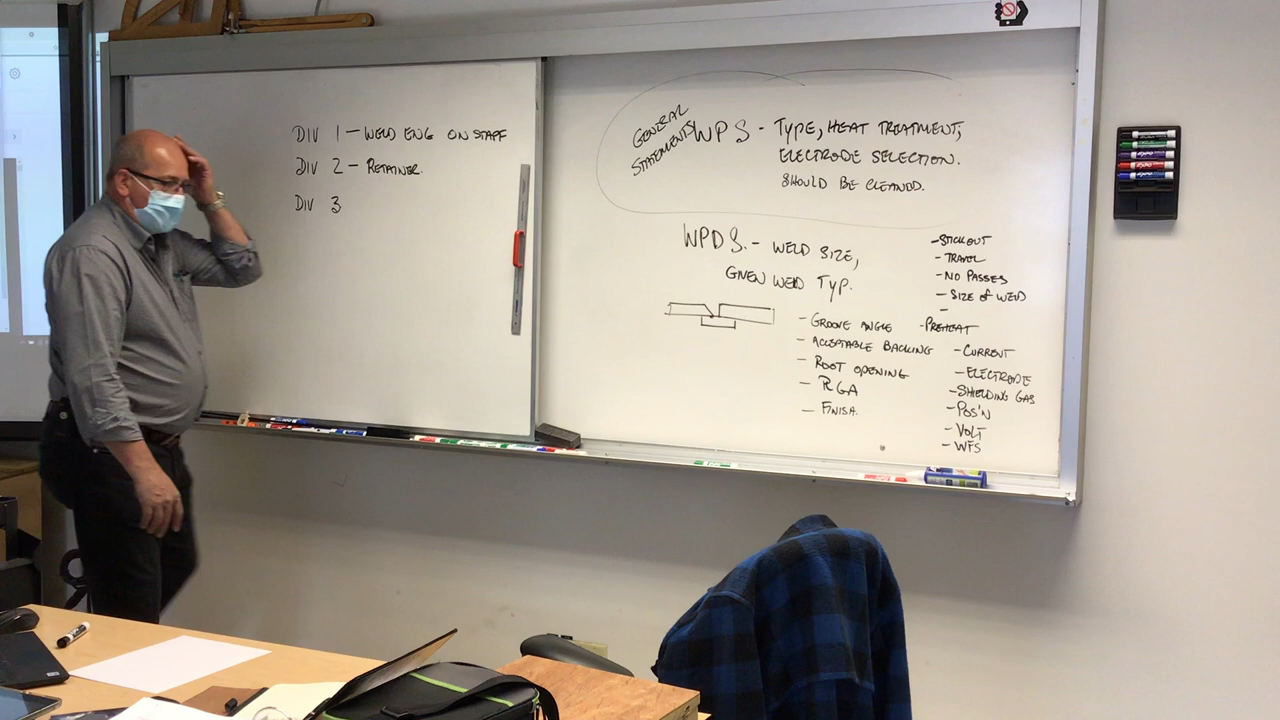 DIV 1 - WELD ENG ON STAFF
DIV 2 - RETAINER.
DIV 3
GENERAL
STATEMENTS
WPS - TYPE, HEAT TREATMENT,
ELECTRODE SELECTION.
SHOULD BE CLEANED.
WPDS. - WELD SIZE,
GIVEN WELD TYP.
- STICKOUT
- TRAVEL
- NO PASSES
- SIZE OF WELD
-
- GROOVE ANGLE
- ACCEPTABLE BACKING
- ROOT OPENING
- FINISH.
- PREHEAT
- CURRENT
- ELECTRODE
- SHIELDING GAS
- POS'N
- VOLT
- WFS